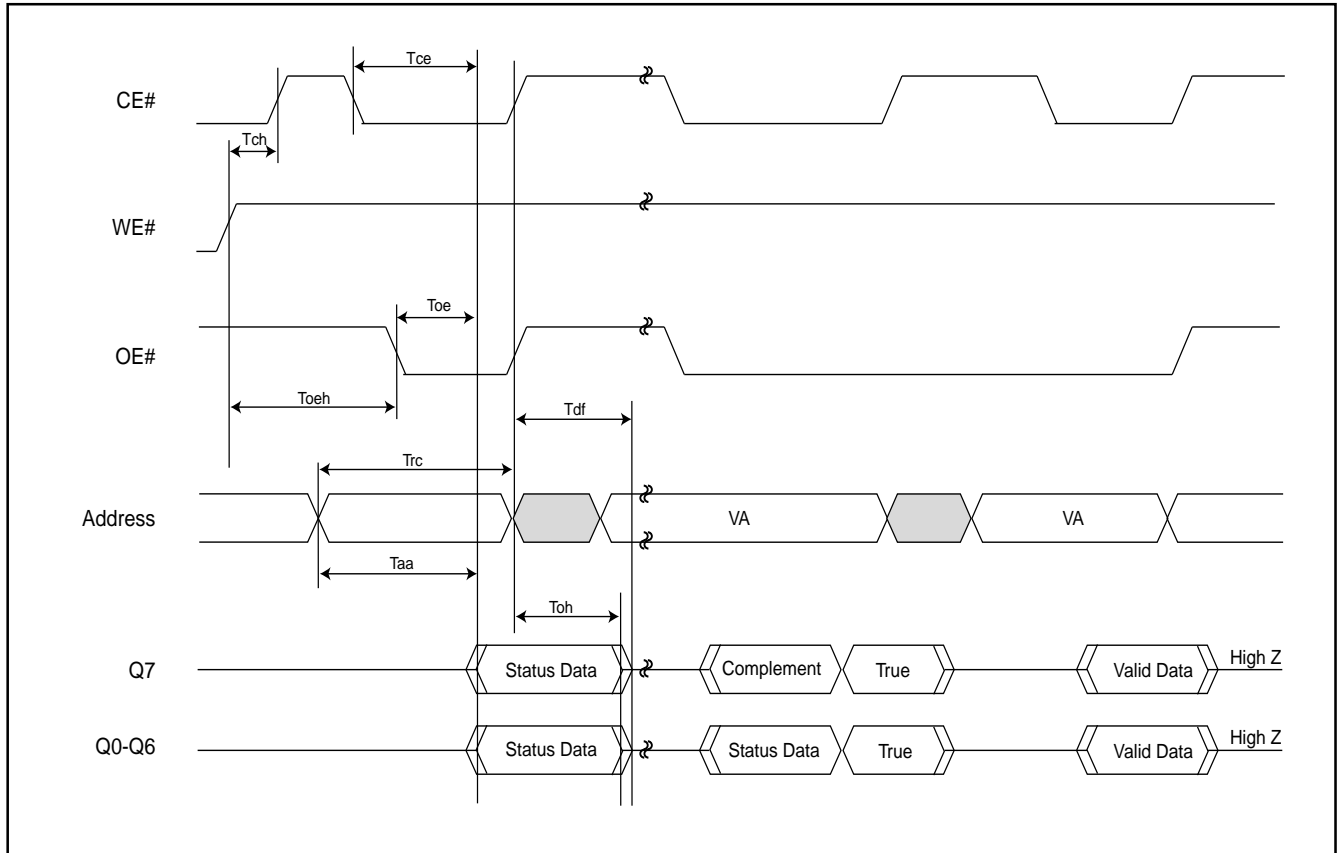 Tce
CE#
Tch
WE#
Toe
OE#
Toeh
Tdf
Trc
Address
VA
VA
Taa
Toh
Q7
Status Data
Complement
True
Valid Data
High Z
Q0-Q6
Status Data
Status Data
True
Valid Data
High Z